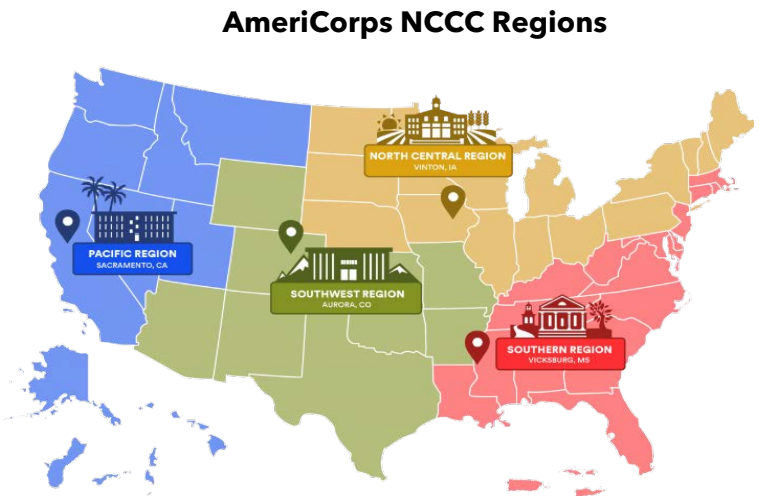 AmeriCorps NCCC Regions
NORTH CENTRAL REGION
VINTON, IA
PACIFIC REGION
SACRAMENTO, CA
SOUTHWEST REGION
AURORA, CO
SOUTHERN REGION
VICKSBURG, MS